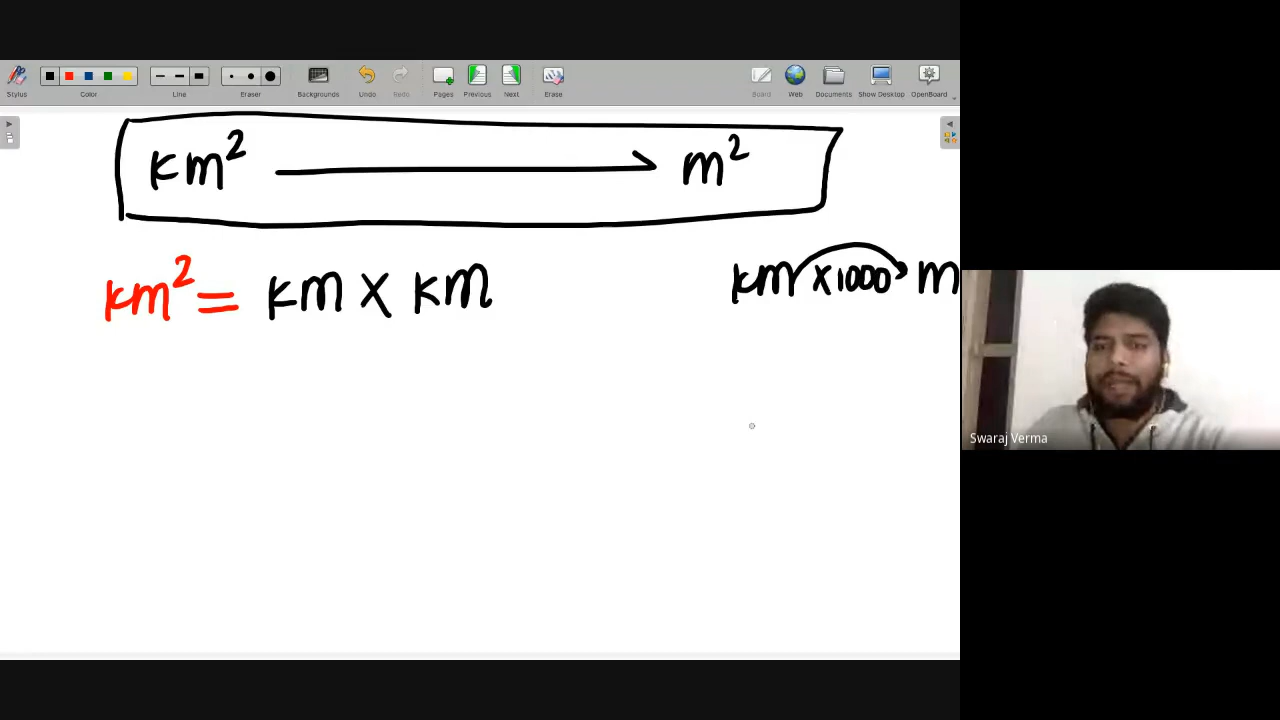 Stylus Color Line Eraser Backgrounds Undo Redo Pages Previous Next Erase Board Web Documents Show Desktop OpenBoard
km² → m²
km² = km x km
km x1000 m
Swaraj Verma